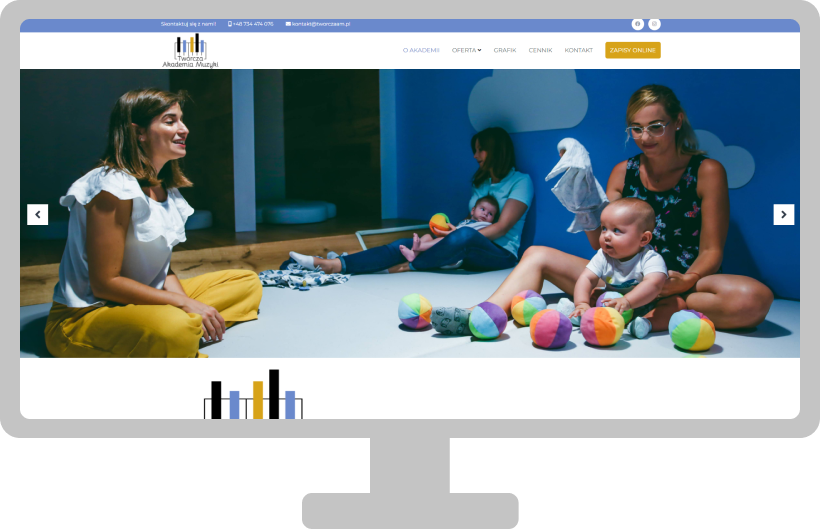 Skontaktuj się z nami! +48 734 474 076 kontakt@tworczaam.pl
Twórcza
Akademia Muzyki
O AKADEMII OFERTA GRAFIK CENNIK KONTAKT ZAPISY ONLINE